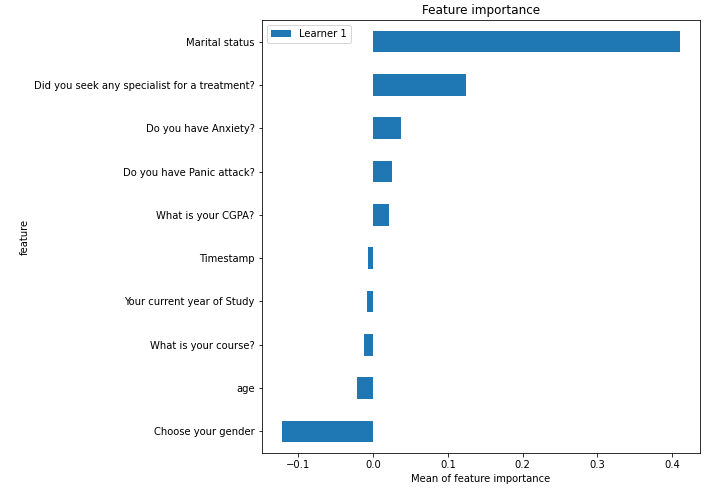 Feature importance
Learner 1
Marital status
Did you seek any specialist for a treatment?
Do you have Anxiety?
Do you have Panic attack?
What is your CGPA?
Timestamp
Your current year of Study
What is your course?
age
Choose your gender
feature
−0.1 0.0 0.1 0.2 0.3 0.4
Mean of feature importance